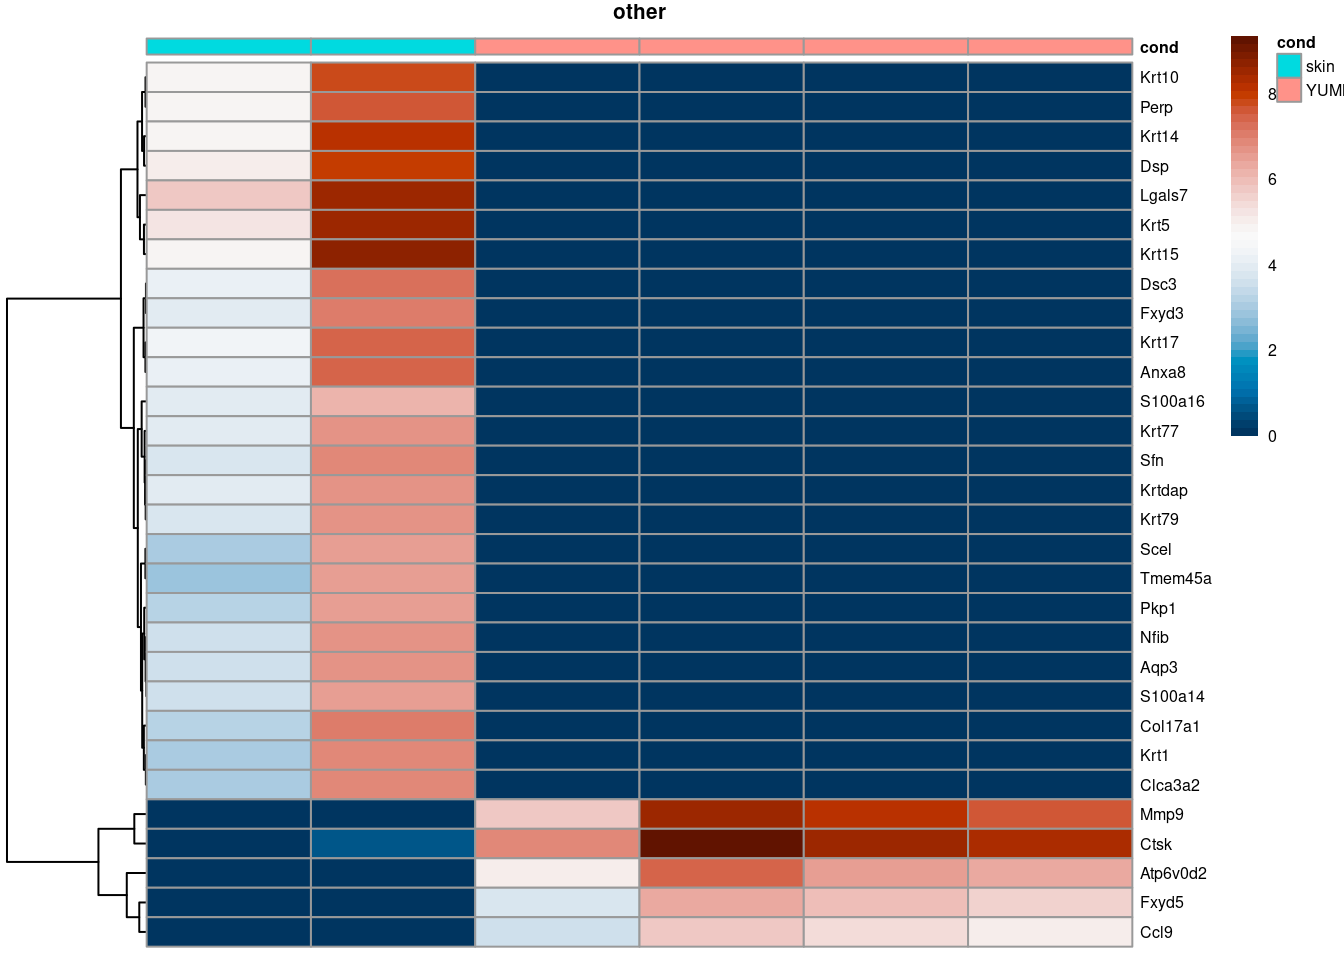 other
cond
Krt10
Perp
Krt14
Dsp
Lgals7
Krt5
Krt15
Dsc3
Fxyd3
Krt17
Anxa8
S100a16
Krt77
Sfn
Krtdap
Krt79
Scel
Tmem45a
Pkp1
Nfib
Aqp3
S100a14
Col17a1
Krt1
Clca3a2
Mmp9
Ctsk
Atp6v0d2
Fxyd5
Ccl9
8
6
4
2
0
cond
skin